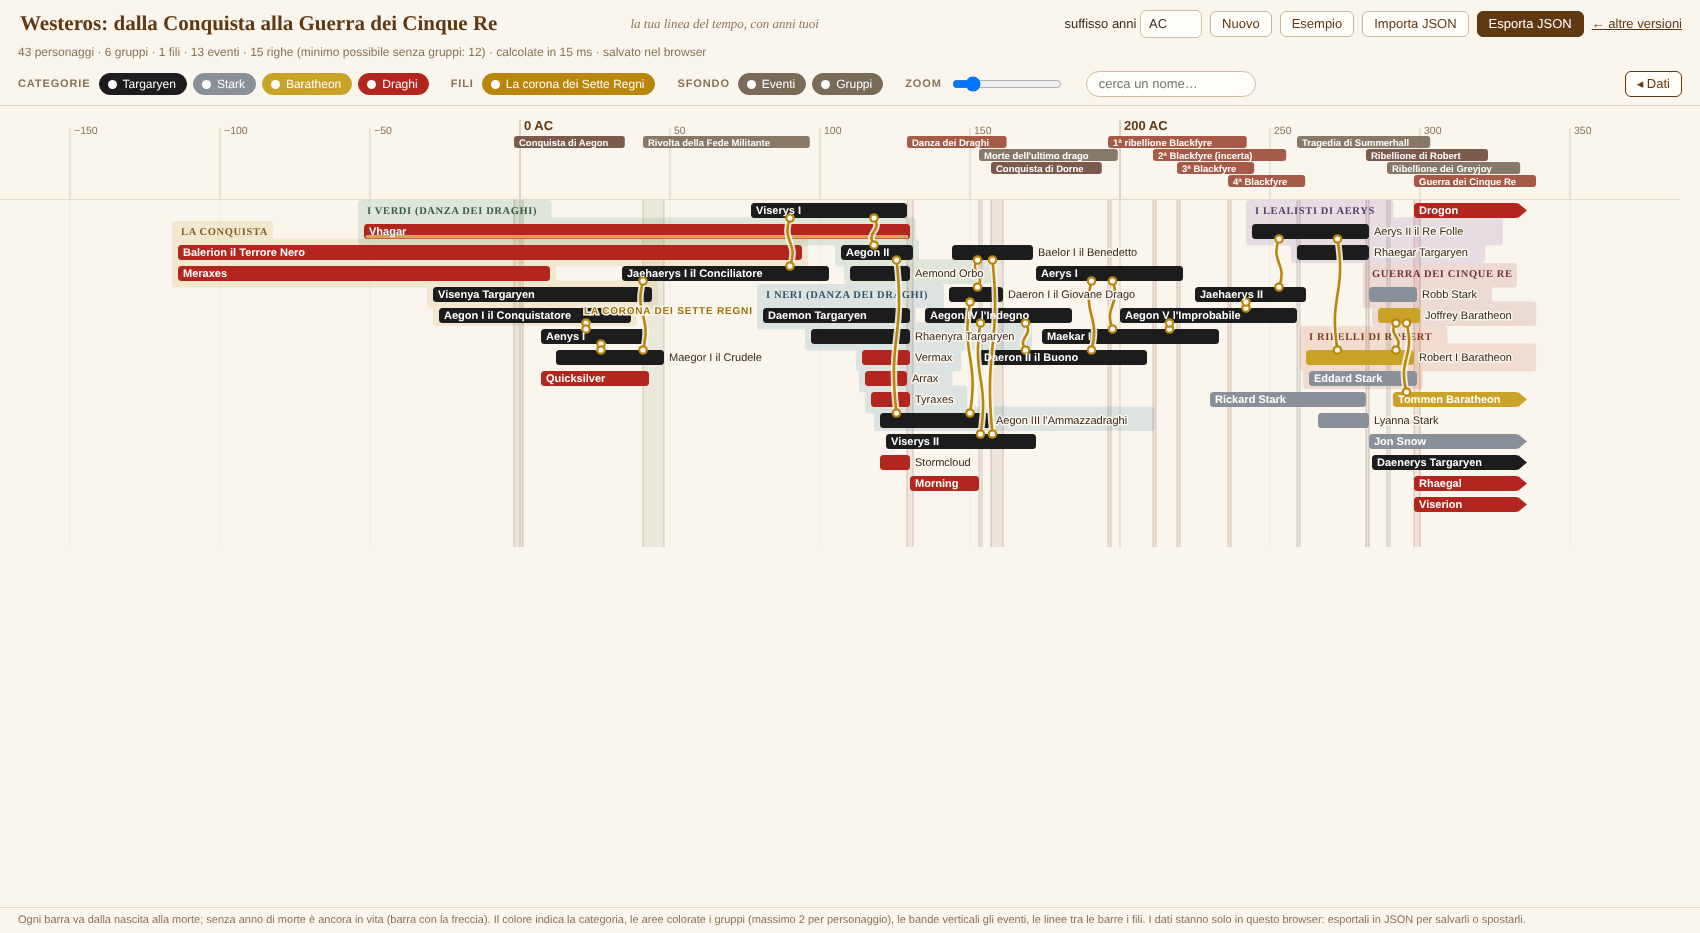 Westeros: dalla Conquista alla Guerra dei Cinque Re
la tua linea del tempo, con anni tuoi
suffisso anni AC Nuovo Esempio Importa JSON Esporta JSON ← altre versioni
43 personaggi · 6 gruppi · 1 fili · 13 eventi · 15 righe (minimo possibile senza gruppi: 12) · calcolate in 15 ms · salvato nel browser
CATEGORIE Targaryen Stark Baratheon Draghi FILI La corona dei Sette Regni SFONDO Eventi Gruppi ZOOM cerca un nome… ◂ Dati
−150 −100 −50 0 AC 50 100 150 200 AC 250 300 350
Conquista di Aegon Rivolta della Fede Militante Danza dei Draghi 1ª ribellione Blackfyre Tragedia di Summerhall
Morte dell'ultimo drago 2ª Blackfyre (incerta) Ribellione di Robert
Conquista di Dorne 3ª Blackfyre Ribellione dei Greyjoy
4ª Blackfyre Guerra dei Cinque Re
I VERDI (DANZA DEI DRAGHI) Viserys I I LEALISTI DI AERYS Drogon
LA CONQUISTA Vhagar Aerys II il Re Folle
Balerion il Terrore Nero Aegon II Baelor I il Benedetto Rhaegar Targaryen
Meraxes Jaehaerys il Conciliatore Aemond Orbo Aerys I GUERRA DEI CINQUE RE
Visenya Targaryen I NERI (DANZA DEI DRAGHI) Daeron I il Giovane Drago Jaehaerys II Robb Stark
LA CORONA DEI SETTE REGNI
Aegon I il Conquistatore Daemon Targaryen Aegon IV l'Indegno Aegon V l'Improbabile Joffrey Baratheon
Aenys I Rhaenyra Targaryen Maekar I I RIBELLI DI ROBERT
Maegor I il Crudele Vermax Daeron II il Buono Robert I Baratheon
Quicksilver Arrax Eddard Stark
Tyraxes Rickard Stark Tommen Baratheon
Aegon III l'Ammazzadraghi Lyanna Stark
Viserys II Jon Snow
Stormcloud Daenerys Targaryen
Morning Rhaegal
Viserion
Ogni barra va dalla nascita alla morte; senza anno di morte è ancora in vita (barra con la freccia). Il colore indica la categoria, le aree colorate i gruppi (massimo 2 per personaggio), le bande verticali gli eventi, le linee tra le barre i fili. I dati stanno solo in questo browser: esportali in JSON per salvarli o spostarli.